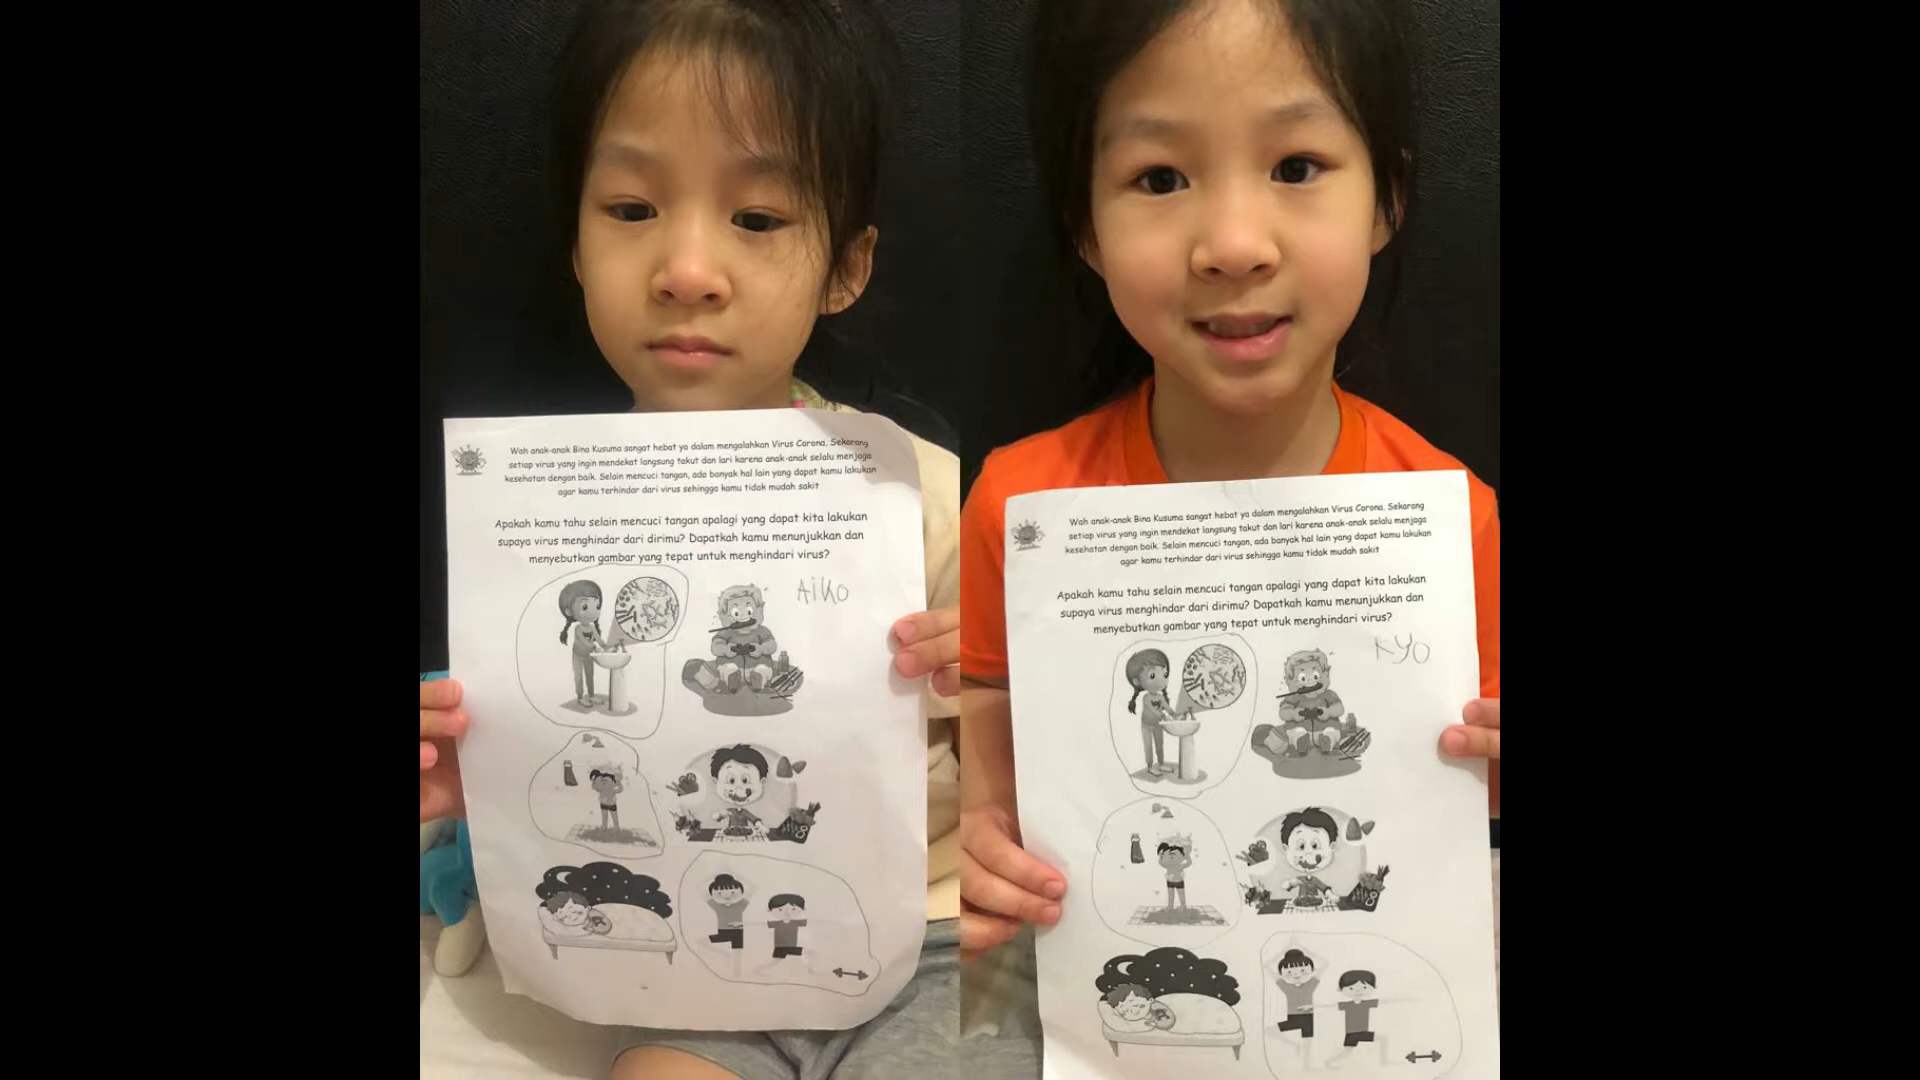 Wah anak-anak Bina Kusuma sangat hebat ya dalam mengalahkan Virus Corona. Sekarang
setiap virus yang ingin mendekat langsung takut dan lari karena anak-anak selalu menjaga
kesehatan dengan baik. Selain mencuci tangan, ada banyak hal lain yang dapat kamu lakukan
agar kamu terhindar dari virus sehingga kamu tidak mudah sakit
Apakah kamu tahu selain mencuci tangan apalagi yang dapat kita lakukan
supaya virus menghindar dari dirimu? Dapatkah kamu menunjukkan dan
menyebutkan gambar yang tepat untuk menghindari virus?
AiKO
Wah anak-anak Bina Kusuma sangat hebat ya dalam mengalahkan Virus Corona. Sekarang
setiap virus yang ingin mendekat langsung takut dan lari karena anak-anak selalu menjaga
kesehatan dengan baik. Selain mencuci tangan, ada banyak hal lain yang dapat kamu lakukan
agar kamu terhindar dari virus sehingga kamu tidak mudah sakit
Apakah kamu tahu selain mencuci tangan apalagi yang dapat kita lakukan
supaya virus menghindar dari dirimu? Dapatkah kamu menunjukkan dan
menyebutkan gambar yang tepat untuk menghindari virus?
KYO